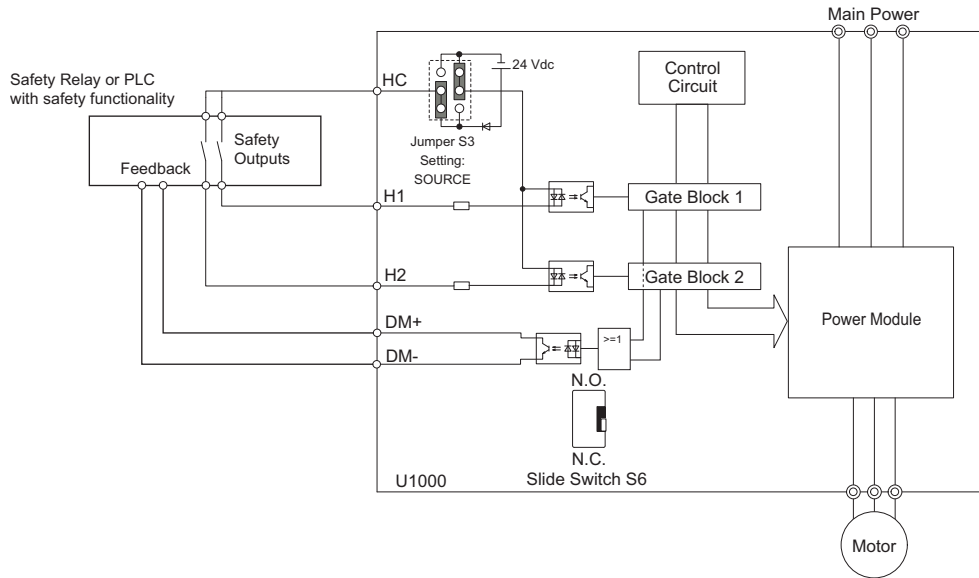 Main Power
Safety Relay or PLC
with safety functionality
HC
24 Vdc
Control
Circuit
Jumper S3
Setting:
SOURCE
Safety
Outputs
Feedback
H1
Gate Block 1
H2
Gate Block 2
DM+
>=1
Power Module
DM-
N.O.
N.C.
U1000
Slide Switch S6
Motor